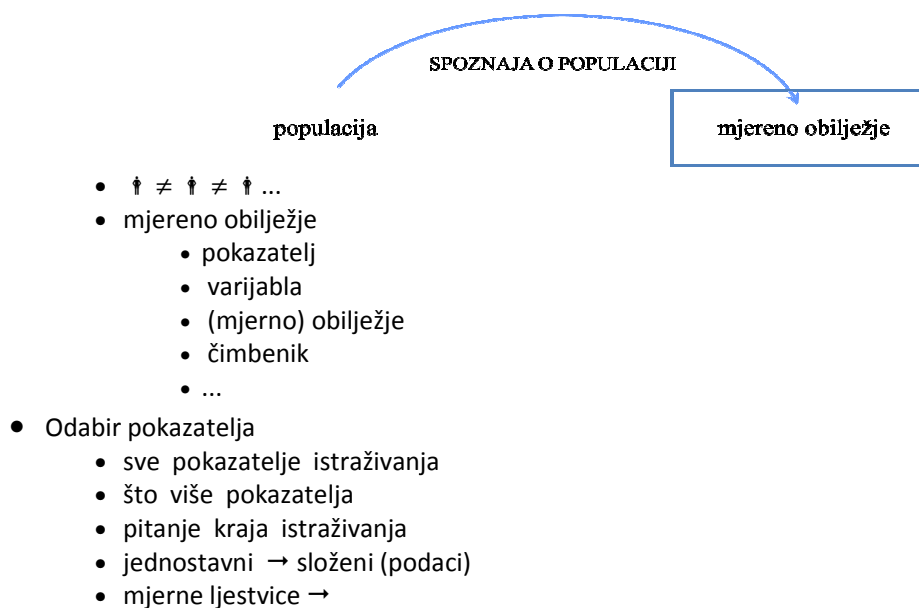 SPOZNAJA O POPULACIJI
populacija
mjereno obilježje
• ≠ ≠ ...
• mjereno obilježje
• pokazatelj
• varijabla
• (mjerno) obilježje
• čimbenik
• ...
• Odabir pokazatelja
• sve pokazatelje istraživanja
• što više pokazatelja
• pitanje kraja istraživanja
• jednostavni → složeni (podaci)
• mjerne ljestvice →